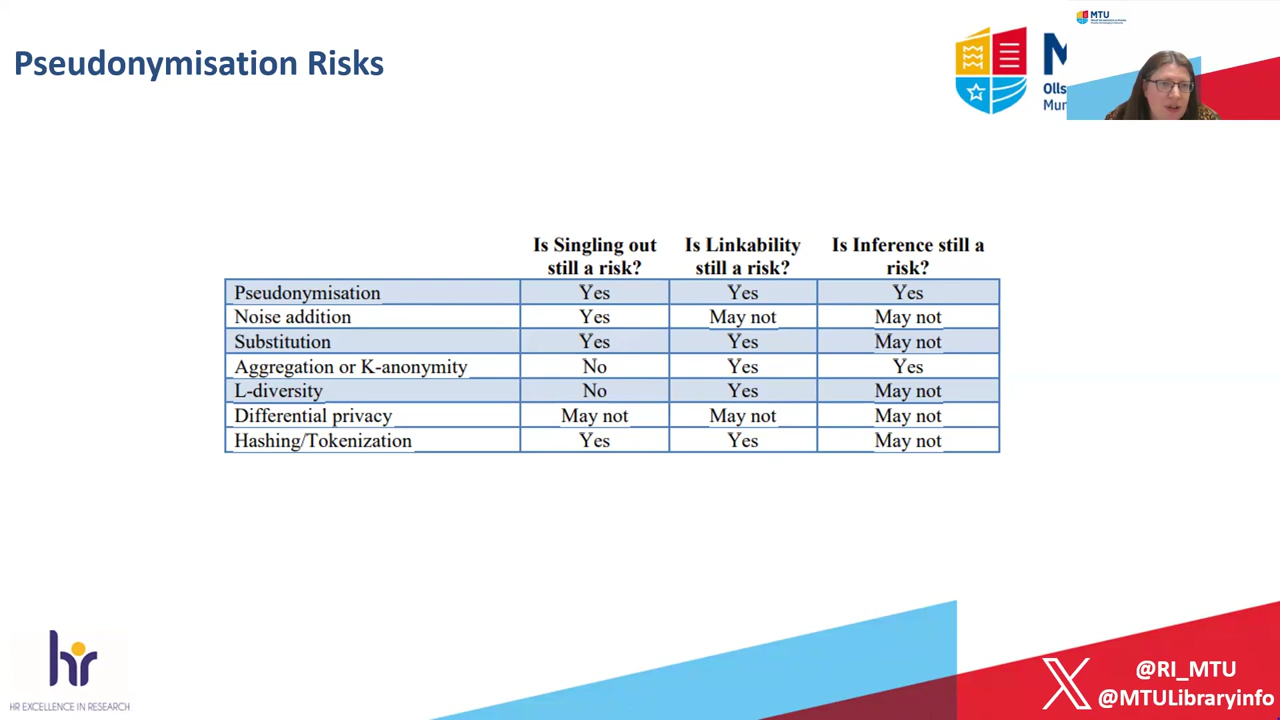 Pseudonymisation Risks
MTU
M
Olls
Mur
Is Singling out still a risk? Is Linkability still a risk? Is Inference still a risk?
Pseudonymisation Yes Yes Yes
Noise addition Yes May not May not
Substitution Yes Yes May not
Aggregation or K-anonymity No Yes Yes
L-diversity No Yes May not
Differential privacy May not May not May not
Hashing/Tokenization Yes Yes May not
hr
HR EXCELLENCE IN RESEARCH
X
@RI_MTU
@MTULibraryinfo